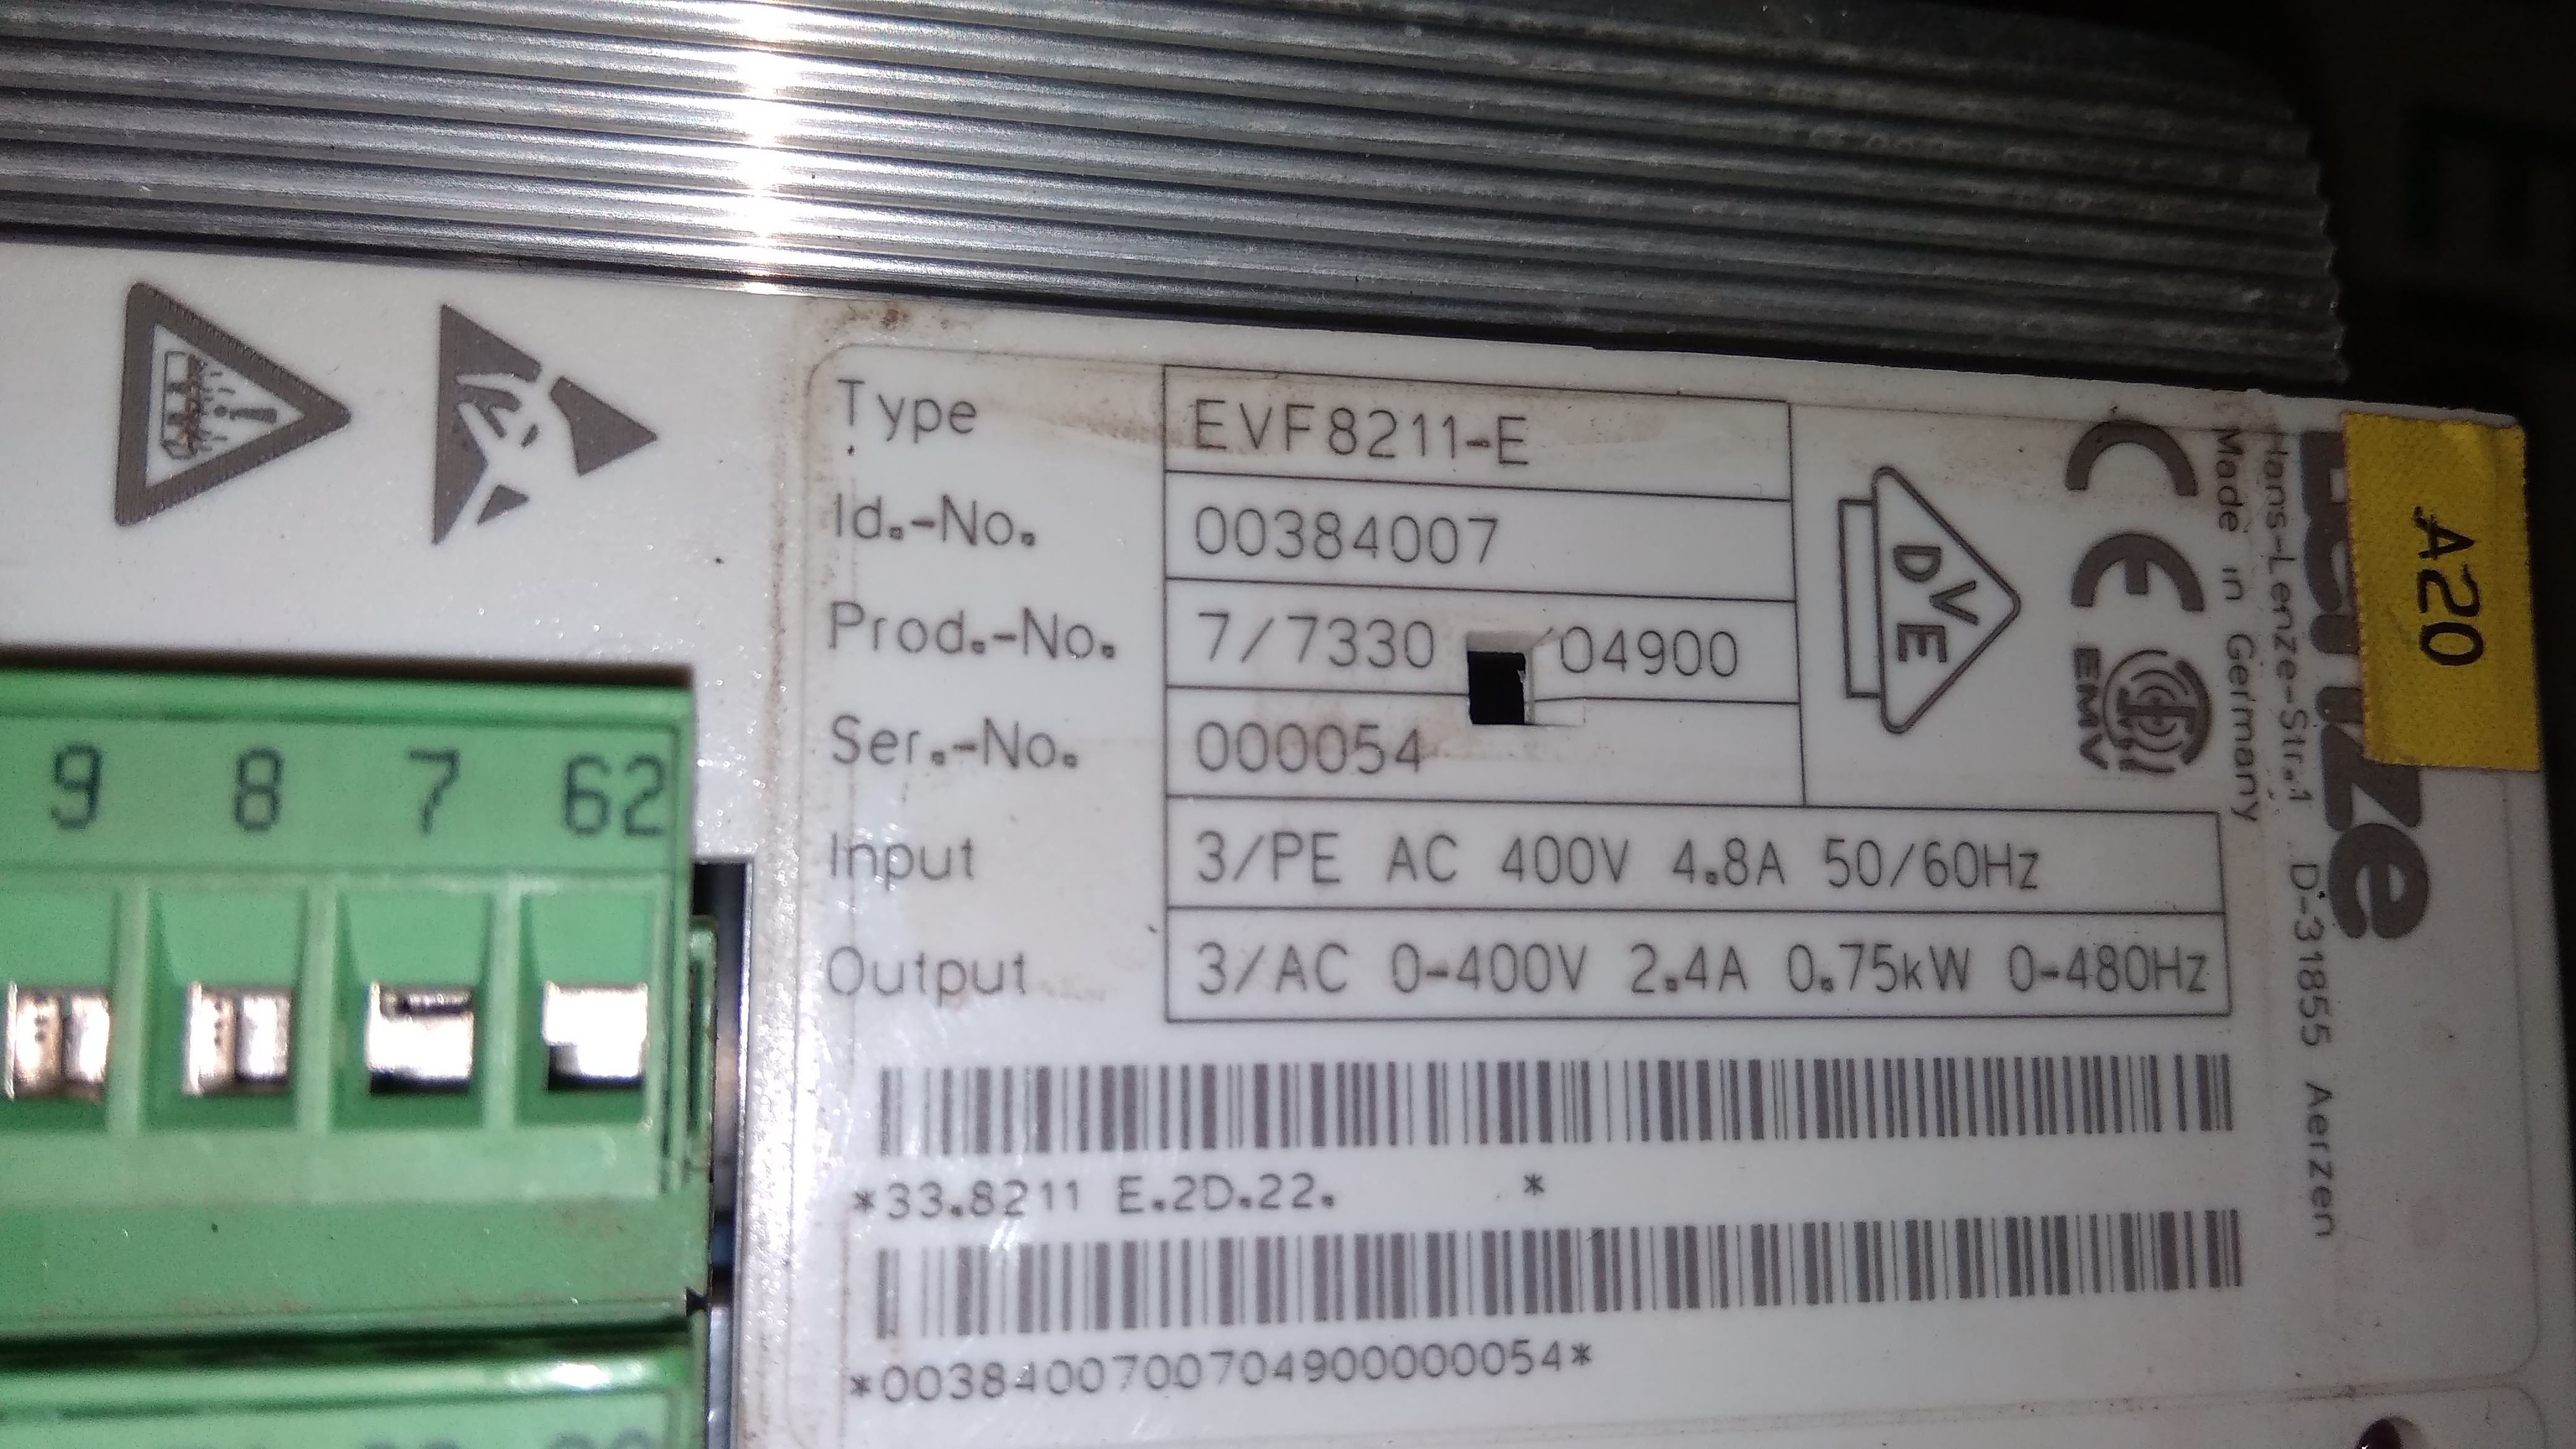 Type EVF8211-E
Id.-No. 00384007
Prod.-No. 7/7330 04900
Ser.-No. 000054
Input 3/PE AC 400V 4.8A 50/60Hz
Output 3/AC 0-400V 2.4A 0.75kW 0-480Hz
*33.8211 E.2D.22. *
*003840070070490000054*
DVE
CE
EMV
Made in Germany
Hans-Lenze-Str.1 D-31855 Aerzen
A20
9 8 7 62